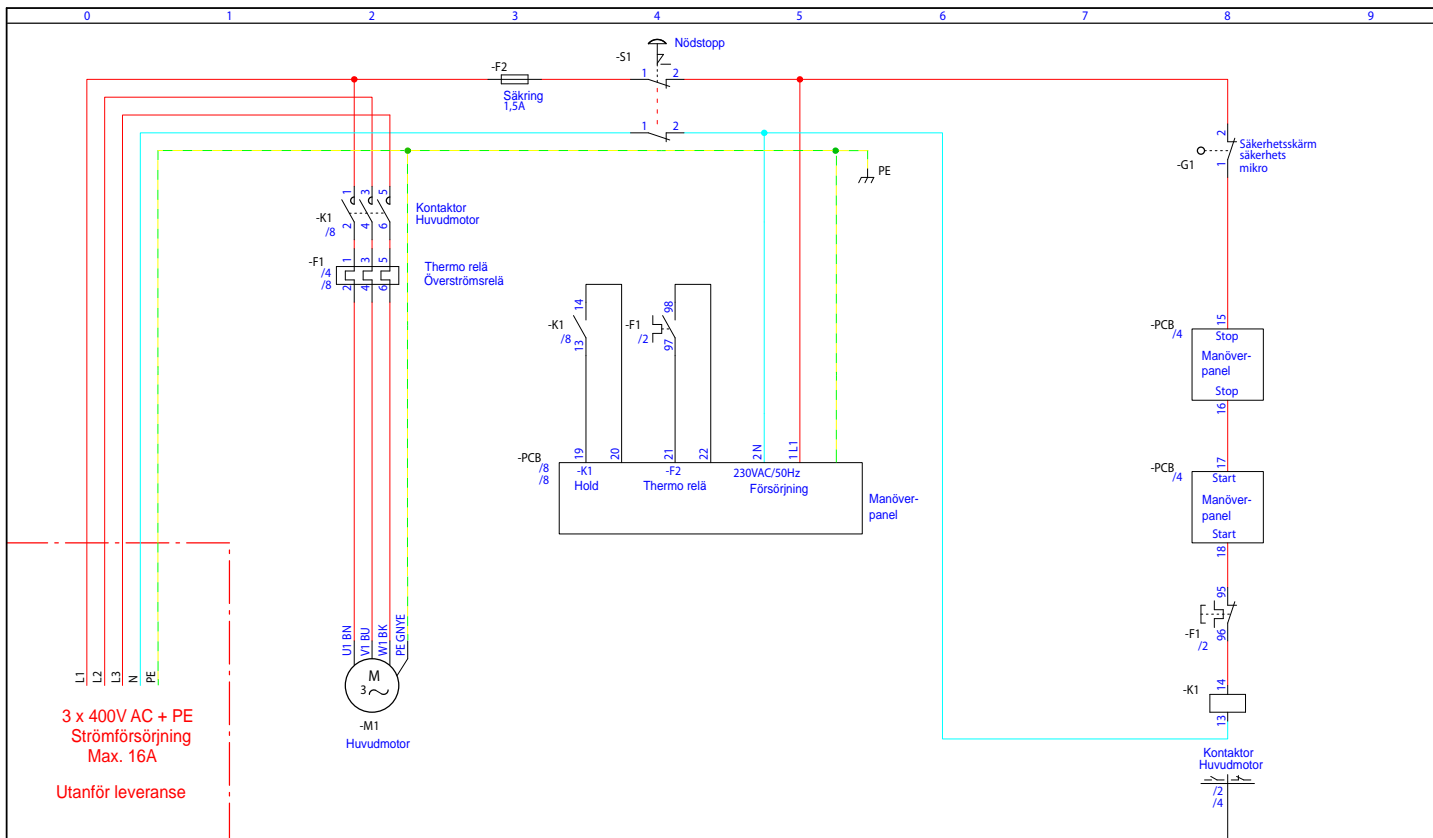 0 1 2 3 4 5 6 7 8 9
Nödstopp
-S1
-F2
1 2
Säkring
1,5A
1 2
2
1
-G1
Säkerhetsskärm
säkerhets
mikro
PE
1 3 5
-K1
/8
2 4 6
Kontaktor
Huvudmotor
-F1
/4
/8
1 3 5
2 4 6
Thermo relä
Överströmsrelä
14
-K1
/8
13
98
-F1
/2
97
15
-PCB
/4
Stop
Manöver-
panel
Stop
16
19 20 21 22 2 N 1 L1
-PCB
/8
/8
-K1
Hold
-F2
Thermo relä
230VAC/50Hz
Försörjning
Manöver-
panel
17
-PCB
/4
Start
Manöver-
panel
Start
18
95
-F1
/2
96
U1 BN V1 BU W1 BK PE GNYE
M
3
-M1
Huvudmotor
L1 L2 L3 N PE
3 x 400V AC + PE
Strömförsörjning
Max. 16A
Utanför leveranse
14
-K1
13
Kontaktor
Huvudmotor
/2
/4